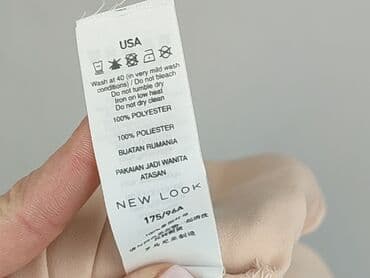 USA
Wash at 40 (in very mild wash
conditions) / Do not bleach
Do not tumble dry
Iron on low heat
Do not dry clean
100% POLYESTER
100% POLIESTER
BUATAN RUMANIA
PAKAIAN JADI WANITA
ATASAN
NEW LOOK
175/96A